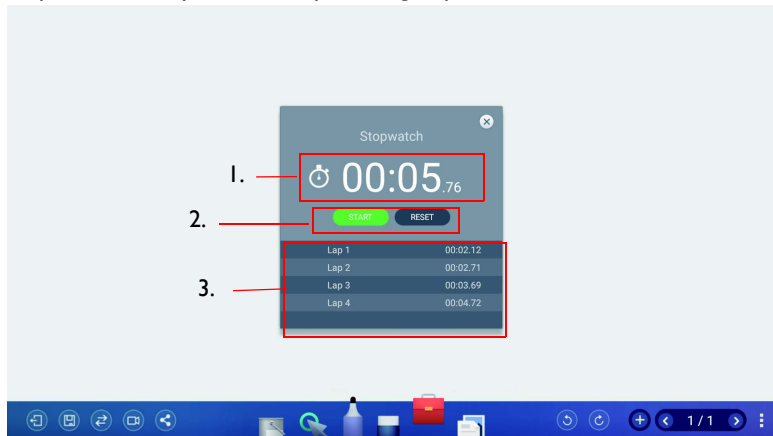 Stopwatch
1. 00:05.76
2. START RESET
Lap 1 00:02.12
Lap 2 00:02.71
3. Lap 3 00:03.69
Lap 4 00:04.72
1/1